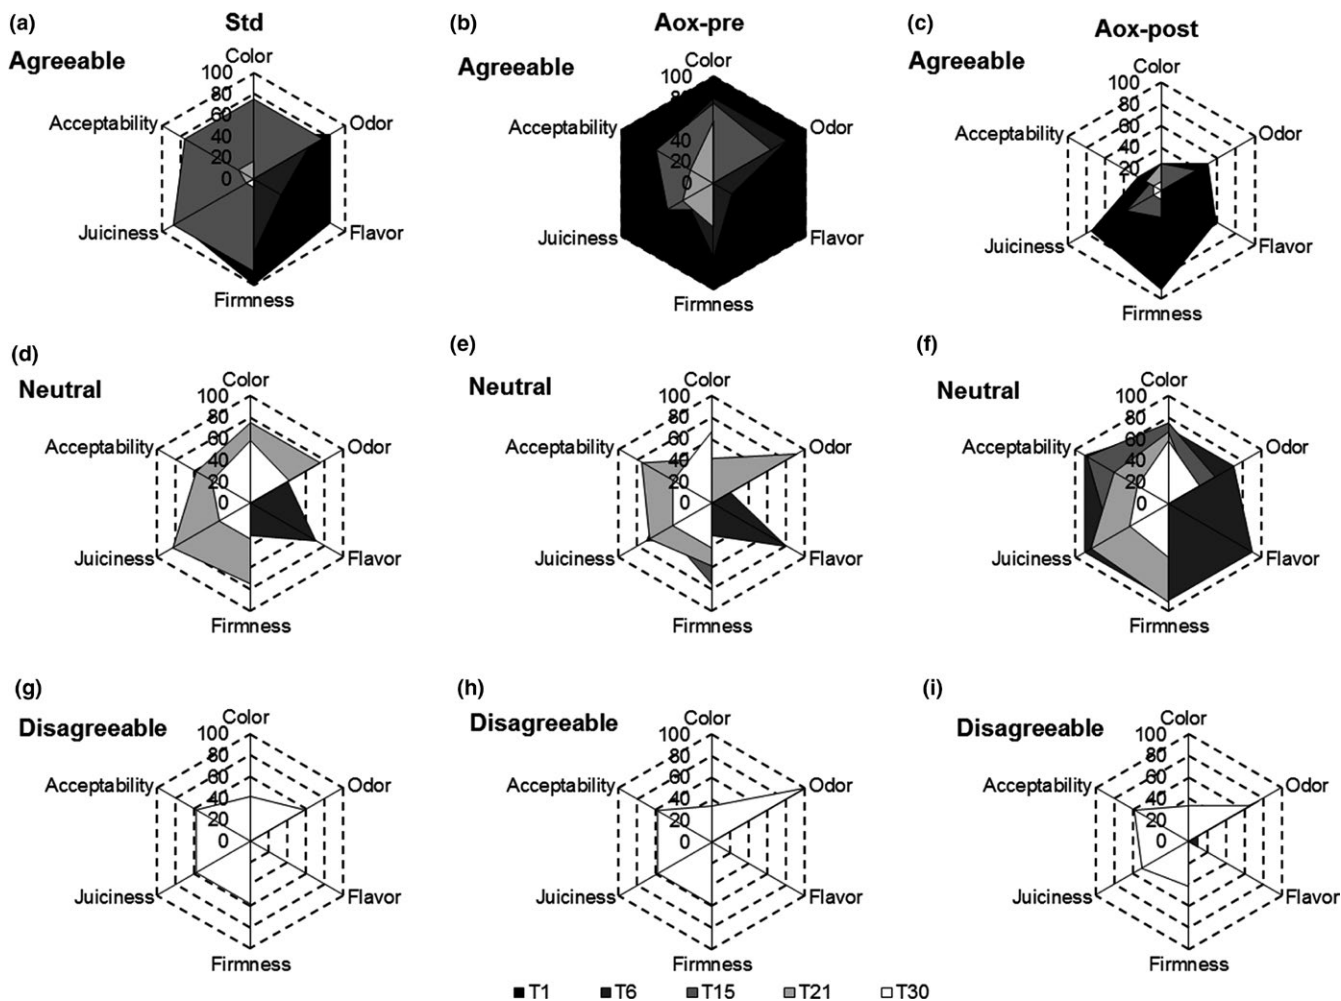 (a) Std
Agreeable
Color
100
80
60
40
20
0
Odor
Flavor
Firmness
Juiciness
Acceptability
(b) Aox-pre
Agreeable
Color
100
80
40
20
0
Odor
Flavor
Firmness
Juiciness
Acceptability
(c) Aox-post
Agreeable
Color
100
80
60
40
20
0
Odor
Flavor
Firmness
Juiciness
Acceptability
(d)
Neutral
Color
100
80
60
40
20
0
Odor
Flavor
Firmness
Juiciness
Acceptability
(e)
Neutral
Color
100
80
60
40
20
0
Odor
Flavor
Firmness
Juiciness
Acceptability
(f)
Neutral
Color
100
80
60
40
20
0
Odor
Flavor
Firmness
Juiciness
Acceptability
(g)
Disagreeable
Color
100
80
60
40
20
0
Odor
Flavor
Firmness
Juiciness
Acceptability
(h)
Disagreeable
Color
100
80
60
40
20
0
Odor
Flavor
Firmness
Juiciness
Acceptability
(i)
Disagreeable
Color
100
80
60
40
20
0
Odor
Flavor
Firmness
Juiciness
Acceptability
T1 T6 T15 T21 T30